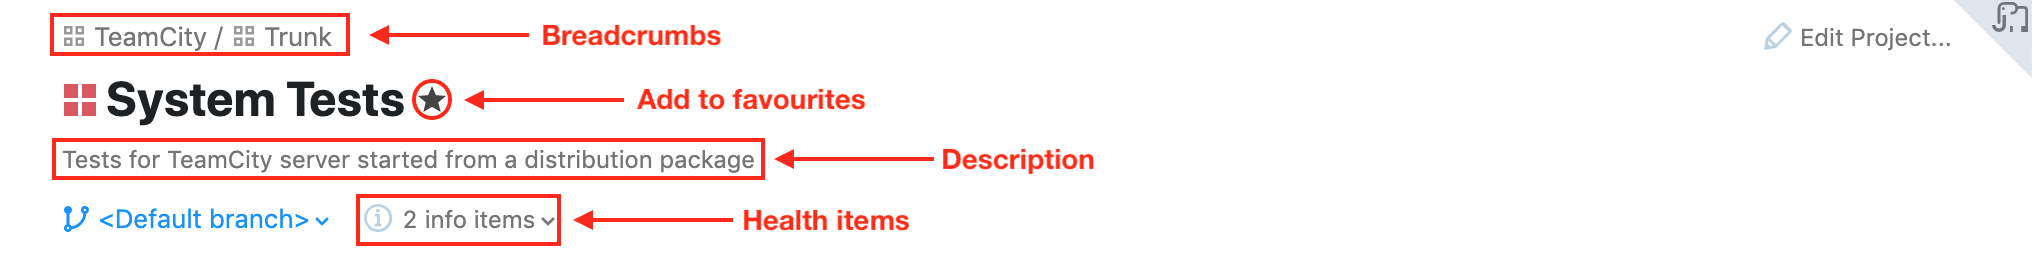 TeamCity / Trunk Breadcrumbs Edit Project...
System Tests Add to favourites
Tests for TeamCity server started from a distribution package Description
<Default branch> 2 info items Health items